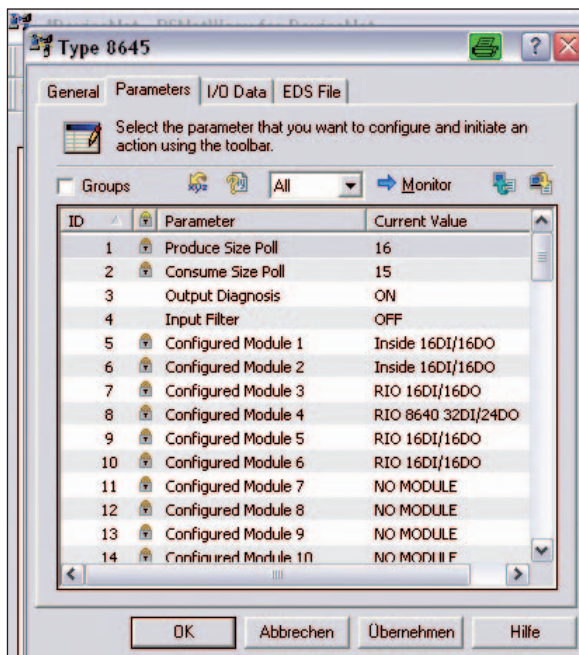 Type 8645
General Parameters I/O Data EDS File
Select the parameter that you want to configure and initiate an
action using the toolbar.
Groups All Monitor
ID Parameter Current Value
1 Produce Size Poll 16
2 Consume Size Poll 15
3 Output Diagnosis ON
4 Input Filter OFF
5 Configured Module 1 Inside 16DI/16DO
6 Configured Module 2 Inside 16DI/16DO
7 Configured Module 3 RIO 16DI/16DO
8 Configured Module 4 RIO 8640 32DI/24DO
9 Configured Module 5 RIO 16DI/16DO
10 Configured Module 6 RIO 16DI/16DO
11 Configured Module 7 NO MODULE
12 Configured Module 8 NO MODULE
13 Configured Module 9 NO MODULE
14 Configured Module 10 NO MODULE
OK Abbrechen Übernehmen Hilfe